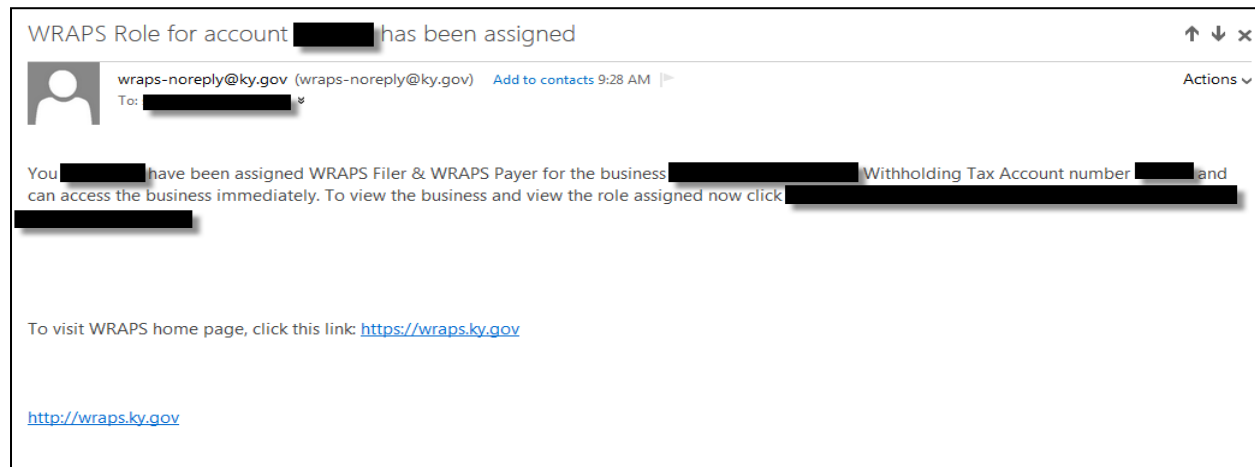 WRAPS Role for account has been assigned
wraps-noreply@ky.gov (wraps-noreply@ky.gov) Add to contacts 9:28 AM
Actions
To:
You have been assigned WRAPS Filer & WRAPS Payer for the business Withholding Tax Account number and
can access the business immediately. To view the business and view the role assigned now click
To visit WRAPS home page, click this link: https://wraps.ky.gov
http://wraps.ky.gov